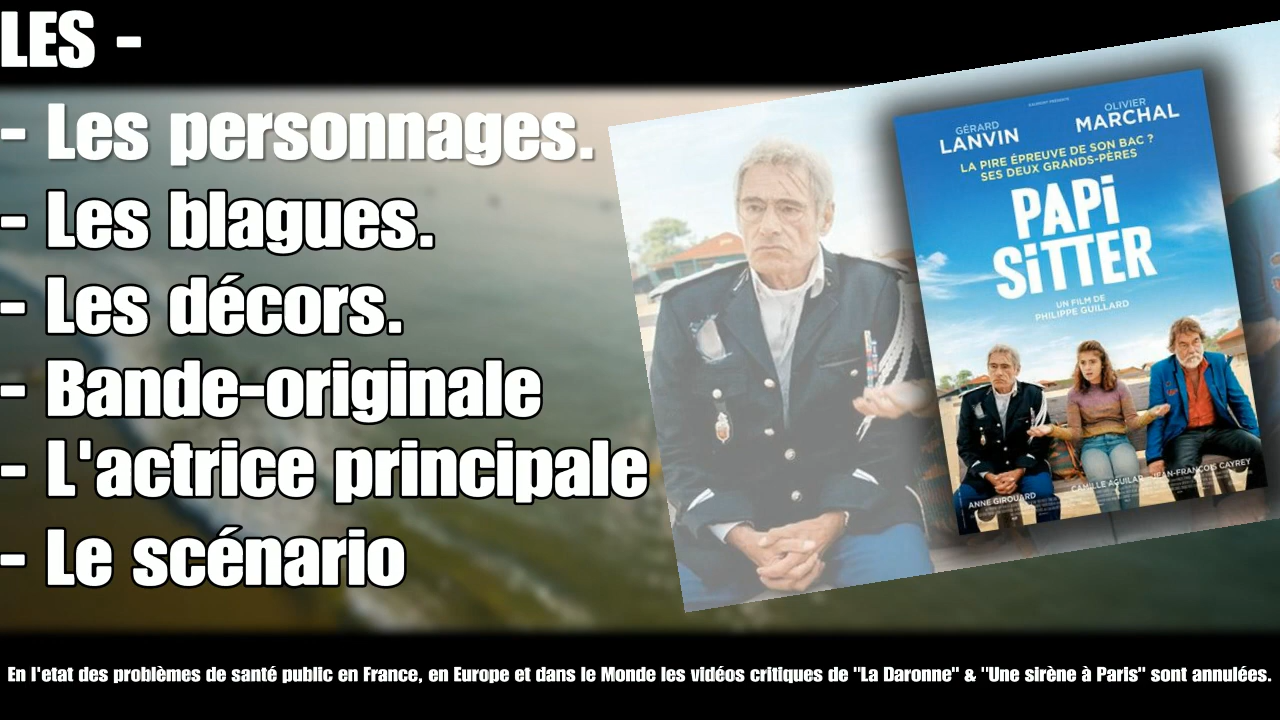 LES -
- Les personnages.
- Les blagues.
- Les décors.
- Bande-originale
- L'actrice principale
- Le scénario
GÉRARD
LANVIN
OLIVIER
MARCHAL
LA PIRE ÉPREUVE DE SON BAC ?
SES DEUX GRANDS-PÈRES
PAPi
SiTTER
UN FILM DE
PHILIPPE GUILLARD
ANNE GIROUARD
CAMILLE AGUILAR
JEAN-FRANÇOIS CAYREY
En l'etat des problèmes de santé public en France, en Europe et dans le Monde les vidéos critiques de "La Daronne" & "Une sirène à Paris" sont annulées.